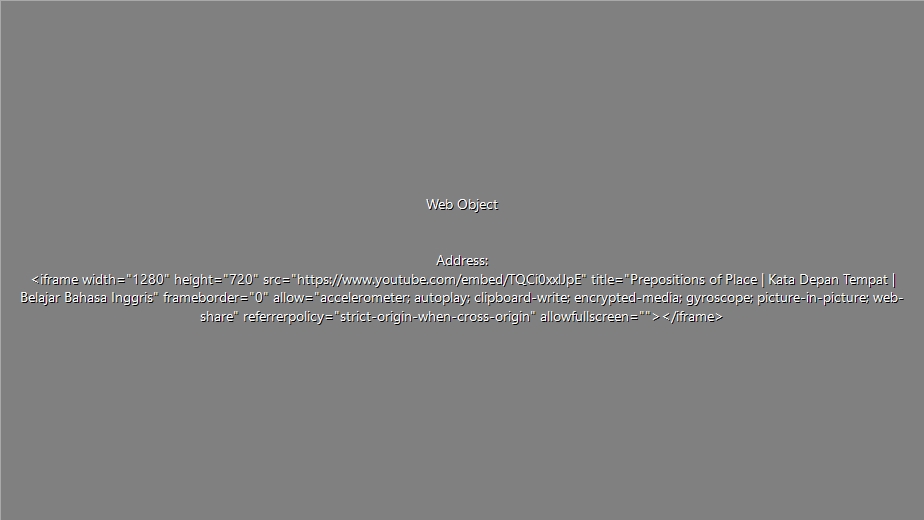 Web Object
Address:
<iframe width="1280" height="720" src="https://www.youtube.com/embed/TQCi0xxlJpE" title="Prepositions of Place | Kata Depan Tempat |
Belajar Bahasa Inggris" frameborder="0" allow="accelerometer; autoplay; clipboard-write; encrypted-media; gyroscope; picture-in-picture; web-
share" referrerpolicy="strict-origin-when-cross-origin" allowfullscreen=""></iframe>